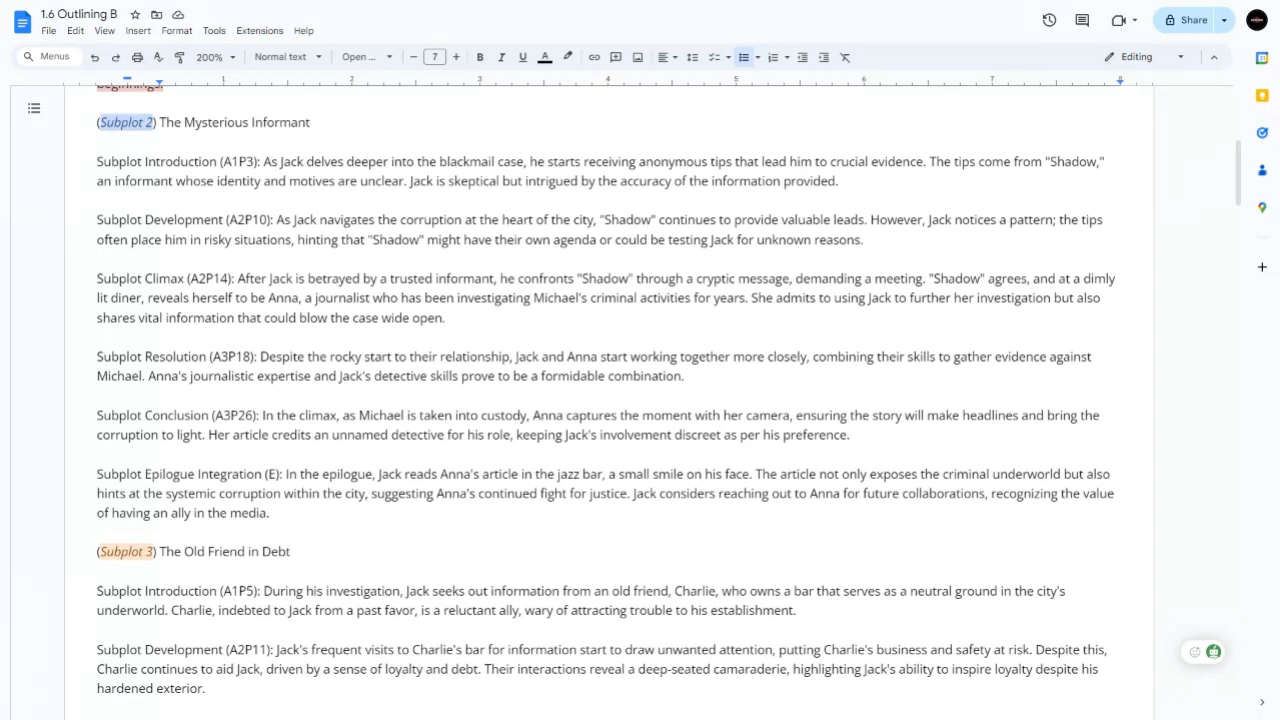 1.6 Outlining B
File Edit View Insert Format Tools Extensions Help
Share
Menus 200% Normal text Open ... 7 B I U A Editing
1 2 3 4 5 6 7 8
beginnings.
(Subplot 2) The Mysterious Informant
Subplot Introduction (A1P3): As Jack delves deeper into the blackmail case, he starts receiving anonymous tips that lead him to crucial evidence. The tips come from "Shadow,"
an informant whose identity and motives are unclear. Jack is skeptical but intrigued by the accuracy of the information provided.
Subplot Development (A2P10): As Jack navigates the corruption at the heart of the city, "Shadow" continues to provide valuable leads. However, Jack notices a pattern; the tips
often place him in risky situations, hinting that "Shadow" might have their own agenda or could be testing Jack for unknown reasons.
Subplot Climax (A2P14): After Jack is betrayed by a trusted informant, he confronts "Shadow" through a cryptic message, demanding a meeting. "Shadow" agrees, and at a dimly
lit diner, reveals herself to be Anna, a journalist who has been investigating Michael's criminal activities for years. She admits to using Jack to further her investigation but also
shares vital information that could blow the case wide open.
Subplot Resolution (A3P18): Despite the rocky start to their relationship, Jack and Anna start working together more closely, combining their skills to gather evidence against
Michael. Anna's journalistic expertise and Jack's detective skills prove to be a formidable combination.
Subplot Conclusion (A3P26): In the climax, as Michael is taken into custody, Anna captures the moment with her camera, ensuring the story will make headlines and bring the
corruption to light. Her article credits an unnamed detective for his role, keeping Jack's involvement discreet as per his preference.
Subplot Epilogue Integration (E): In the epilogue, Jack reads Anna's article in the jazz bar, a small smile on his face. The article not only exposes the criminal underworld but also
hints at the systemic corruption within the city, suggesting Anna's continued fight for justice. Jack considers reaching out to Anna for future collaborations, recognizing the value
of having an ally in the media.
(Subplot 3) The Old Friend in Debt
Subplot Introduction (A1P5): During his investigation, Jack seeks out information from an old friend, Charlie, who owns a bar that serves as a neutral ground in the city's
underworld. Charlie, indebted to Jack from a past favor, is a reluctant ally, wary of attracting trouble to his establishment.
Subplot Development (A2P11): Jack's frequent visits to Charlie's bar for information start to draw unwanted attention, putting Charlie's business and safety at risk. Despite this,
Charlie continues to aid Jack, driven by a sense of loyalty and debt. Their interactions reveal a deep-seated camaraderie, highlighting Jack's ability to inspire loyalty despite his
hardened exterior.